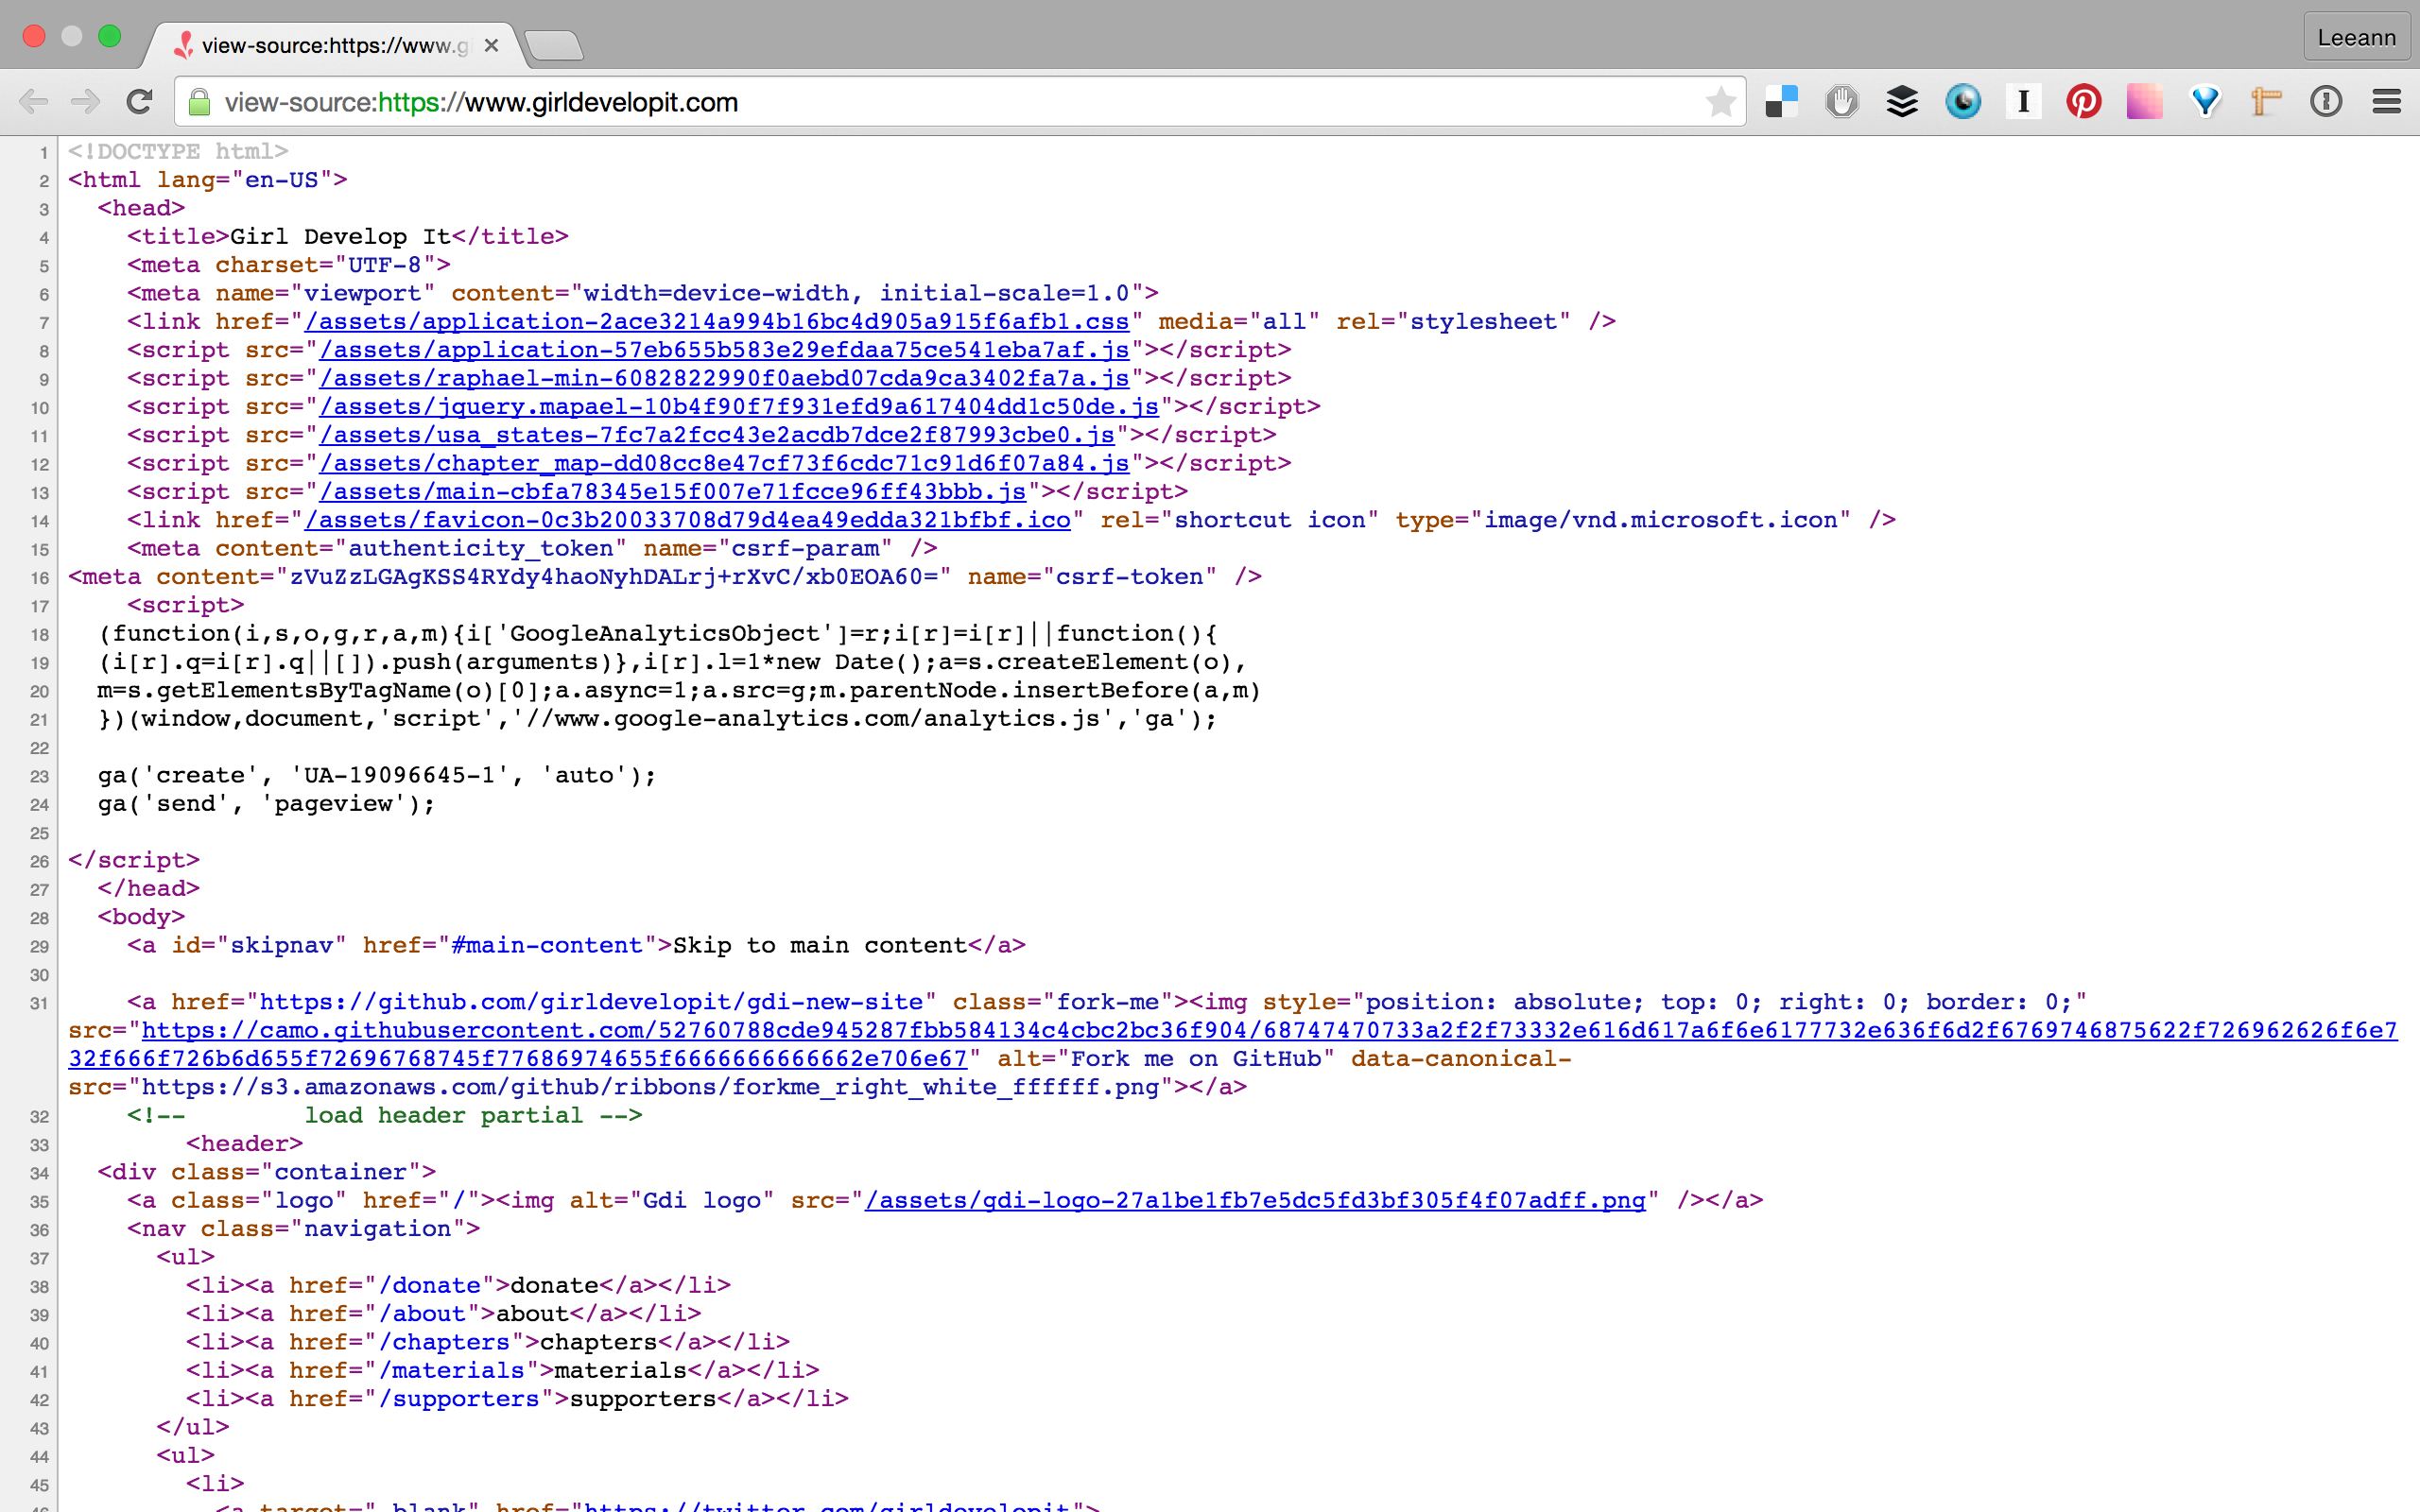 view-source:https://www.g
Leeann
view-source:https://www.girldevelopit.com
1 <!DOCTYPE html>
2 <html lang="en-US">
3 <head>
4 <title>Girl Develop It</title>
5 <meta charset="UTF-8">
6 <meta name="viewport" content="width=device-width, initial-scale=1.0">
7 <link href="/assets/application-2ace3214a994b16bc4d905a915f6afb1.css" media="all" rel="stylesheet" />
8 <script src="/assets/application-57eb655b583e29efdaa75ce541eba7af.js"></script>
9 <script src="/assets/raphael-min-6082822990f0aebd07cda9ca3402fa7a.js"></script>
10 <script src="/assets/jquery.mapael-10b4f90f7f931efd9a617404dd1c50de.js"></script>
11 <script src="/assets/usa_states-7fc7a2fcc43e2acdb7dce2f87993cbe0.js"></script>
12 <script src="/assets/chapter_map-dd08cc8e47cf73f6cdc71c91d6f07a84.js"></script>
13 <script src="/assets/main-cbfa78345e15f007e71fcce96ff43bbb.js"></script>
14 <link href="/assets/favicon-0c3b20033708d79d4ea49edda321bfbf.ico" rel="shortcut icon" type="image/vnd.microsoft.icon" />
15 <meta content="authenticity_token" name="csrf-param" />
16 <meta content="zVuZzLGAgKSS4RYdy4haoNyhDALrj+rXvC/xb0EOA60=" name="csrf-token" />
17 <script>
18 (function(i,s,o,g,r,a,m){i['GoogleAnalyticsObject']=r;i[r]=i[r]||function(){
19 (i[r].q=i[r].q||[]).push(arguments)},i[r].l=1*new Date();a=s.createElement(o),
20 m=s.getElementsByTagName(o)[0];a.async=1;a.src=g;m.parentNode.insertBefore(a,m)
21 })(window,document,'script','//www.google-analytics.com/analytics.js','ga');
22
23 ga('create', 'UA-19096645-1', 'auto');
24 ga('send', 'pageview');
25
26 </script>
27 </head>
28 <body>
29 <a id="skipnav" href="#main-content">Skip to main content</a>
30
31 <a href="https://github.com/girldevelopit/gdi-new-site" class="fork-me"><img style="position: absolute; top: 0; right: 0; border: 0;"
src="https://camo.githubusercontent.com/52760788cde945287fbb584134c4cbc2bc36f904/68747470733a2f2f73332e616d617a6f6e6177732e636f6d2f6769746875622f726962626f6e7
32f666f726b6d655f72696768745f77686974655f6666666666662e706e67" alt="Fork me on GitHub" data-canonical-
src="https://s3.amazonaws.com/github/ribbons/forkme_right_white_ffffff.png"></a>
32 <!-- load header partial -->
33 <header>
34 <div class="container">
35 <a class="logo" href="/"><img alt="Gdi logo" src="/assets/gdi-logo-27a1be1fb7e5dc5fd3bf305f4f07adff.png" /></a>
36 <nav class="navigation">
37 <ul>
38 <li><a href="/donate">donate</a></li>
39 <li><a href="/about">about</a></li>
40 <li><a href="/chapters">chapters</a></li>
41 <li><a href="/materials">materials</a></li>
42 <li><a href="/supporters">supporters</a></li>
43 </ul>
44 <ul>
45 <li>
46 <a target="_blank" href="https://twitter.com/girldevelopit">